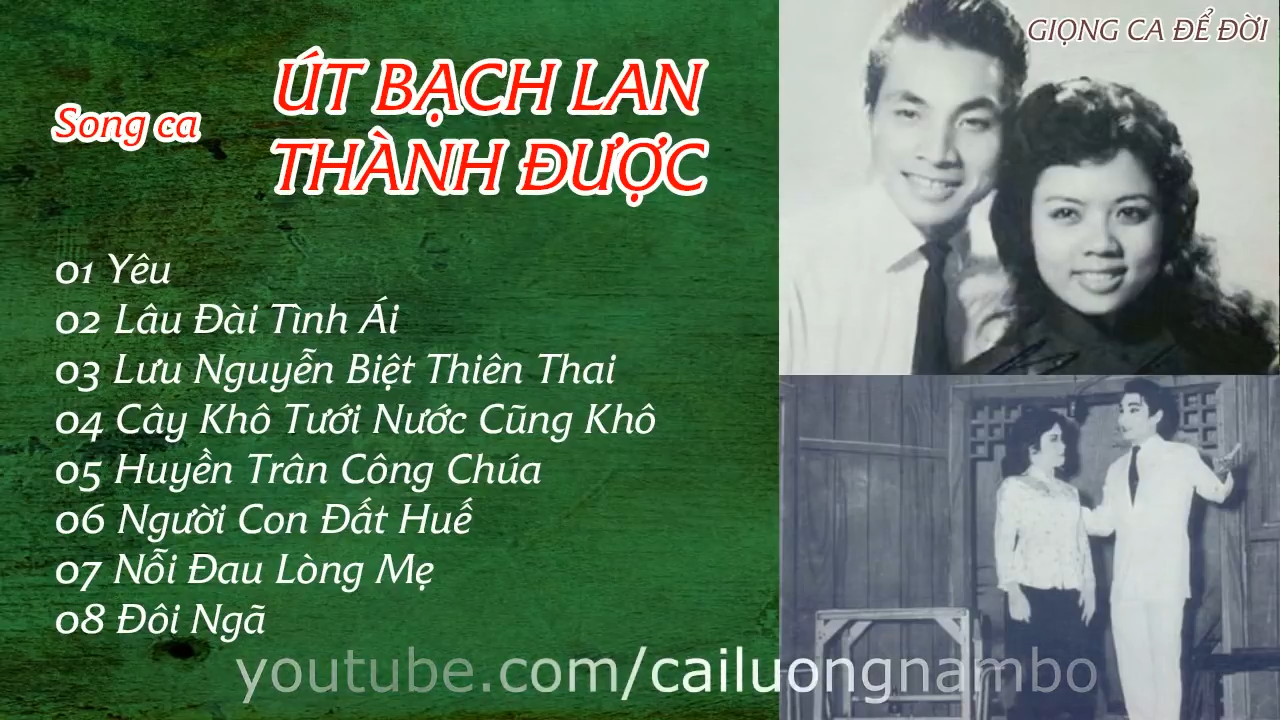 GIỌNG CA ĐỂ ĐỜI
Song ca
ÚT BẠCH LAN
THÀNH ĐƯỢC
01 Yêu
02 Lâu Đài Tình Ái
03 Lưu Nguyễn Biệt Thiên Thai
04 Cây Khô Tưới Nước Cũng Khô
05 Huyền Trân Công Chúa
06 Người Con Đất Huế
07 Nỗi Đau Lòng Mẹ
08 Đôi Ngã
youtube.com/cailuongnambo